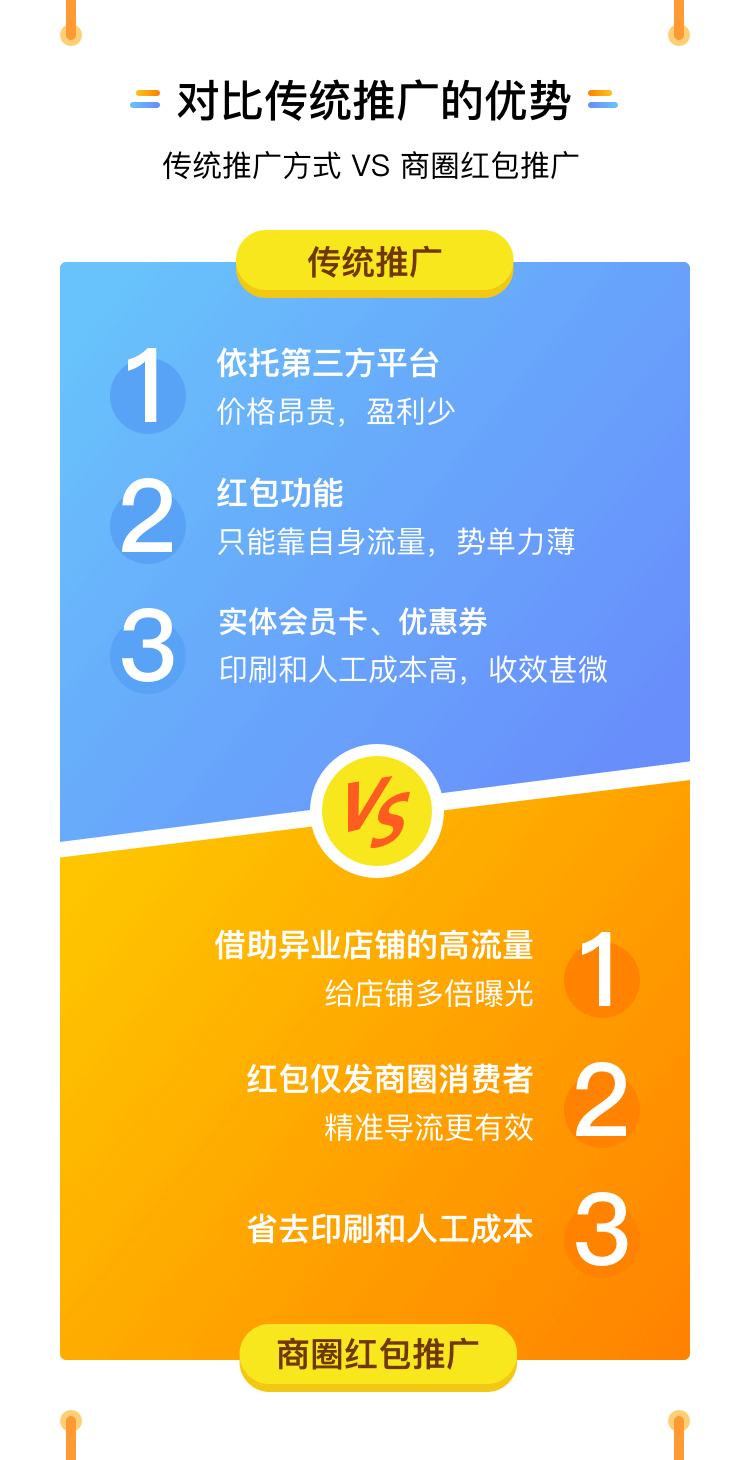 对比传统推广的优势
传统推广方式 VS 商圈红包推广
传统推广
1
依托第三方平台
价格昂贵，盈利少
2
红包功能
只能靠自身流量，势单力薄
3
实体会员卡、优惠券
印刷和人工成本高，收效甚微
VS
借助异业店铺的高流量
1
给店铺多倍曝光
红包仅发商圈消费者
2
精准导流更有效
省去印刷和人工成本
3
商圈红包推广